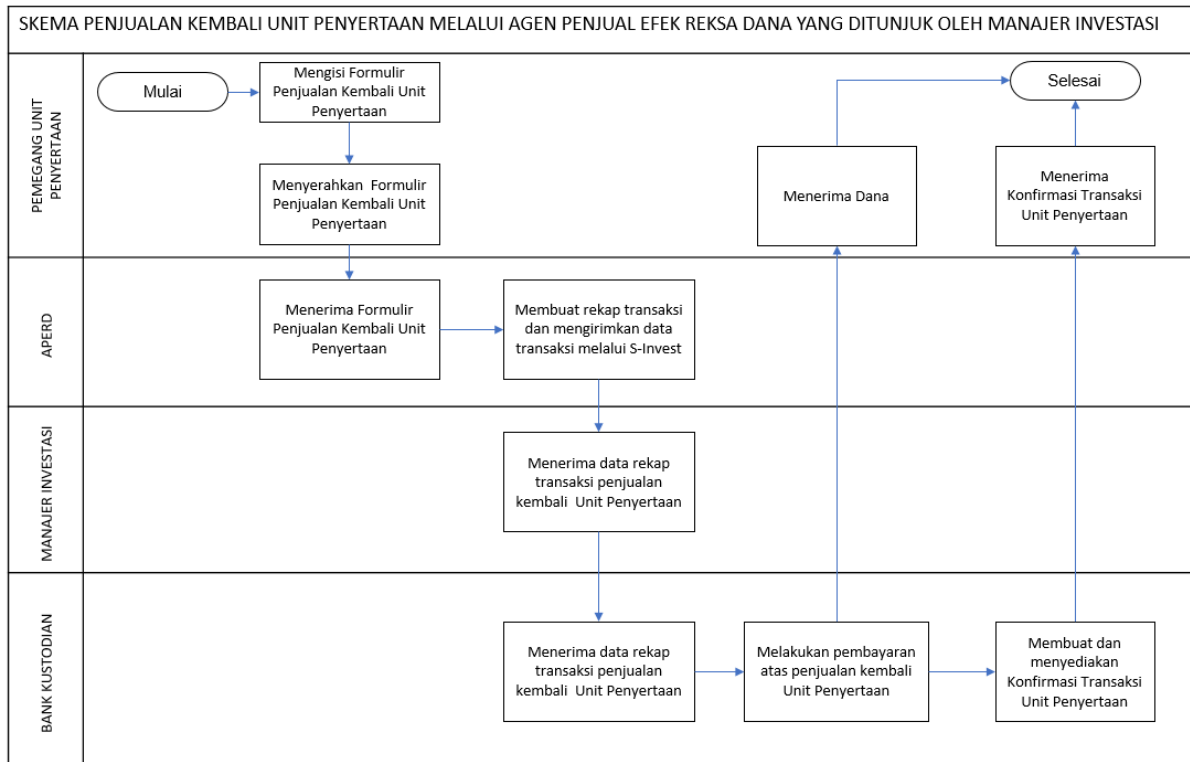 SKEMA PENJUALAN KEMBALI UNIT PENYERTAAN MELALUI AGEN PENJUAL EFEK REKSA DANA YANG DITUNJUK OLEH MANAJER INVESTASI
PEMEGANG UNIT
PENYERTAAN
Mulai
Mengisi Formulir
Penjualan Kembali Unit
Penyertaan
Selesai
Menyerahkan Formulir
Penjualan Kembali Unit
Penyertaan
Menerima Dana
Menerima
Konfirmasi Transaksi
Unit Penyertaan
APERD
Menerima Formulir
Penjualan Kembali Unit
Penyertaan
Membuat rekap transaksi
dan mengirimkan data
transaksi melalui S-Invest
MANAJER INVESTASI
Menerima data rekap
transaksi penjualan
kembali Unit Penyertaan
BANK KUSTODIAN
Menerima data rekap
transaksi penjualan
kembali Unit Penyertaan
Melakukan pembayaran
atas penjualan kembali
Unit Penyertaan
Membuat dan
menyediakan
Konfirmasi Transaksi
Unit Penyertaan